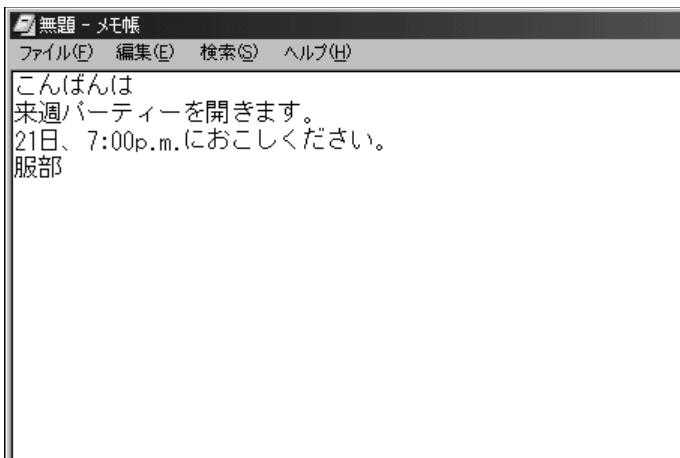 無題 - メモ帳
ファイル(F) 編集(E) 検索(S) ヘルプ(H)
こんばんは
来週パーティーを開きます。
21日、7:00p.m.におこしください。
服部